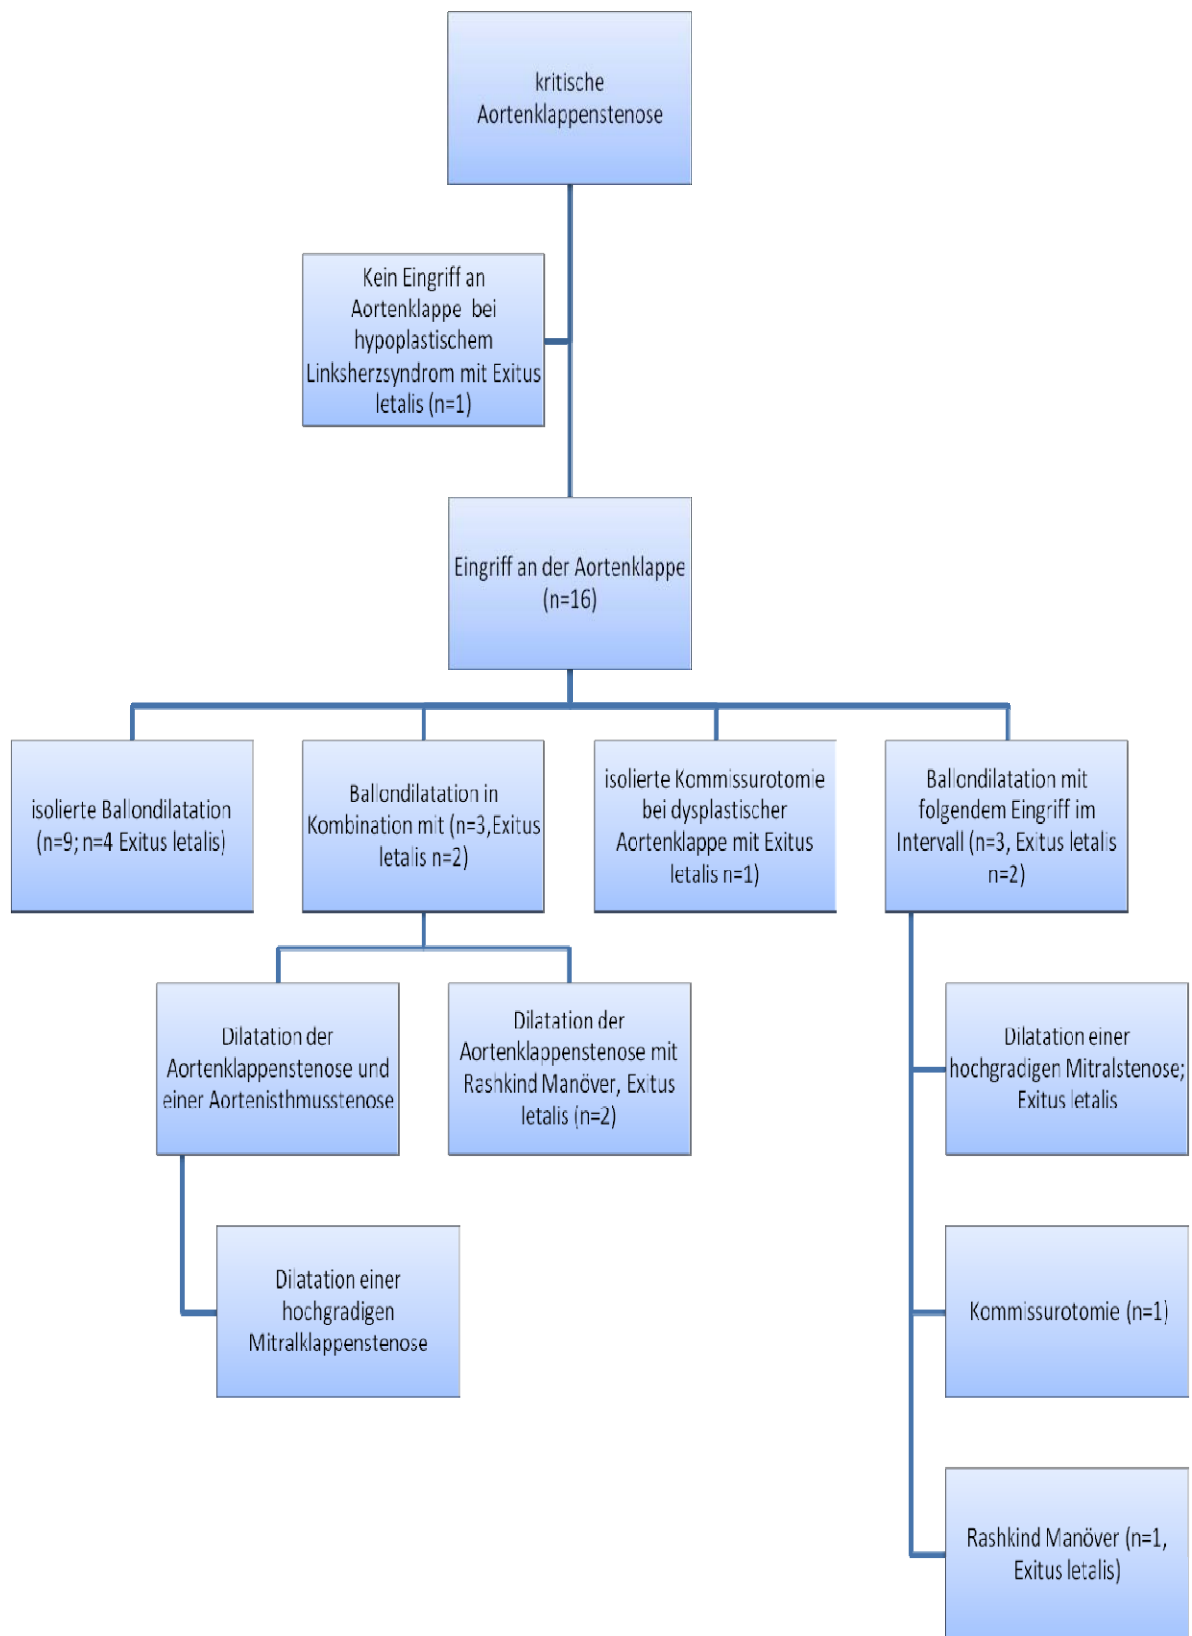 kritische
Aortenklappenstenose
Kein Eingriff an
Aortenklappe bei
hypoplastischem
Linksherzsyndrom mit Exitus
letalis (n=1)
Eingriff an der Aortenklappe
(n=16)
isolierte Ballondilatation
(n=9; n=4 Exitus letalis)
Ballondilatation in
Kombination mit (n=3,Exitus
letalis n=2)
isolierte Kommissurotomie
bei dysplastischer
Aortenklappe mit Exitus
letalis n=1)
Ballondilatation mit
folgendem Eingriff im
Intervall (n=3, Exitus letalis
n=2)
Dilatation der
Aortenklappenstenose und
einer Aortenisthmusstenose
Dilatation der
Aortenklappenstenose mit
Rashkind Manöver, Exitus
letalis (n=2)
Dilatation einer
hochgradigen Mitralstenose;
Exitus letalis
Dilatation einer
hochgradigen
Mitralklappenstenose
Kommissurotomie (n=1)
Rashkind Manöver (n=1,
Exitus letalis)